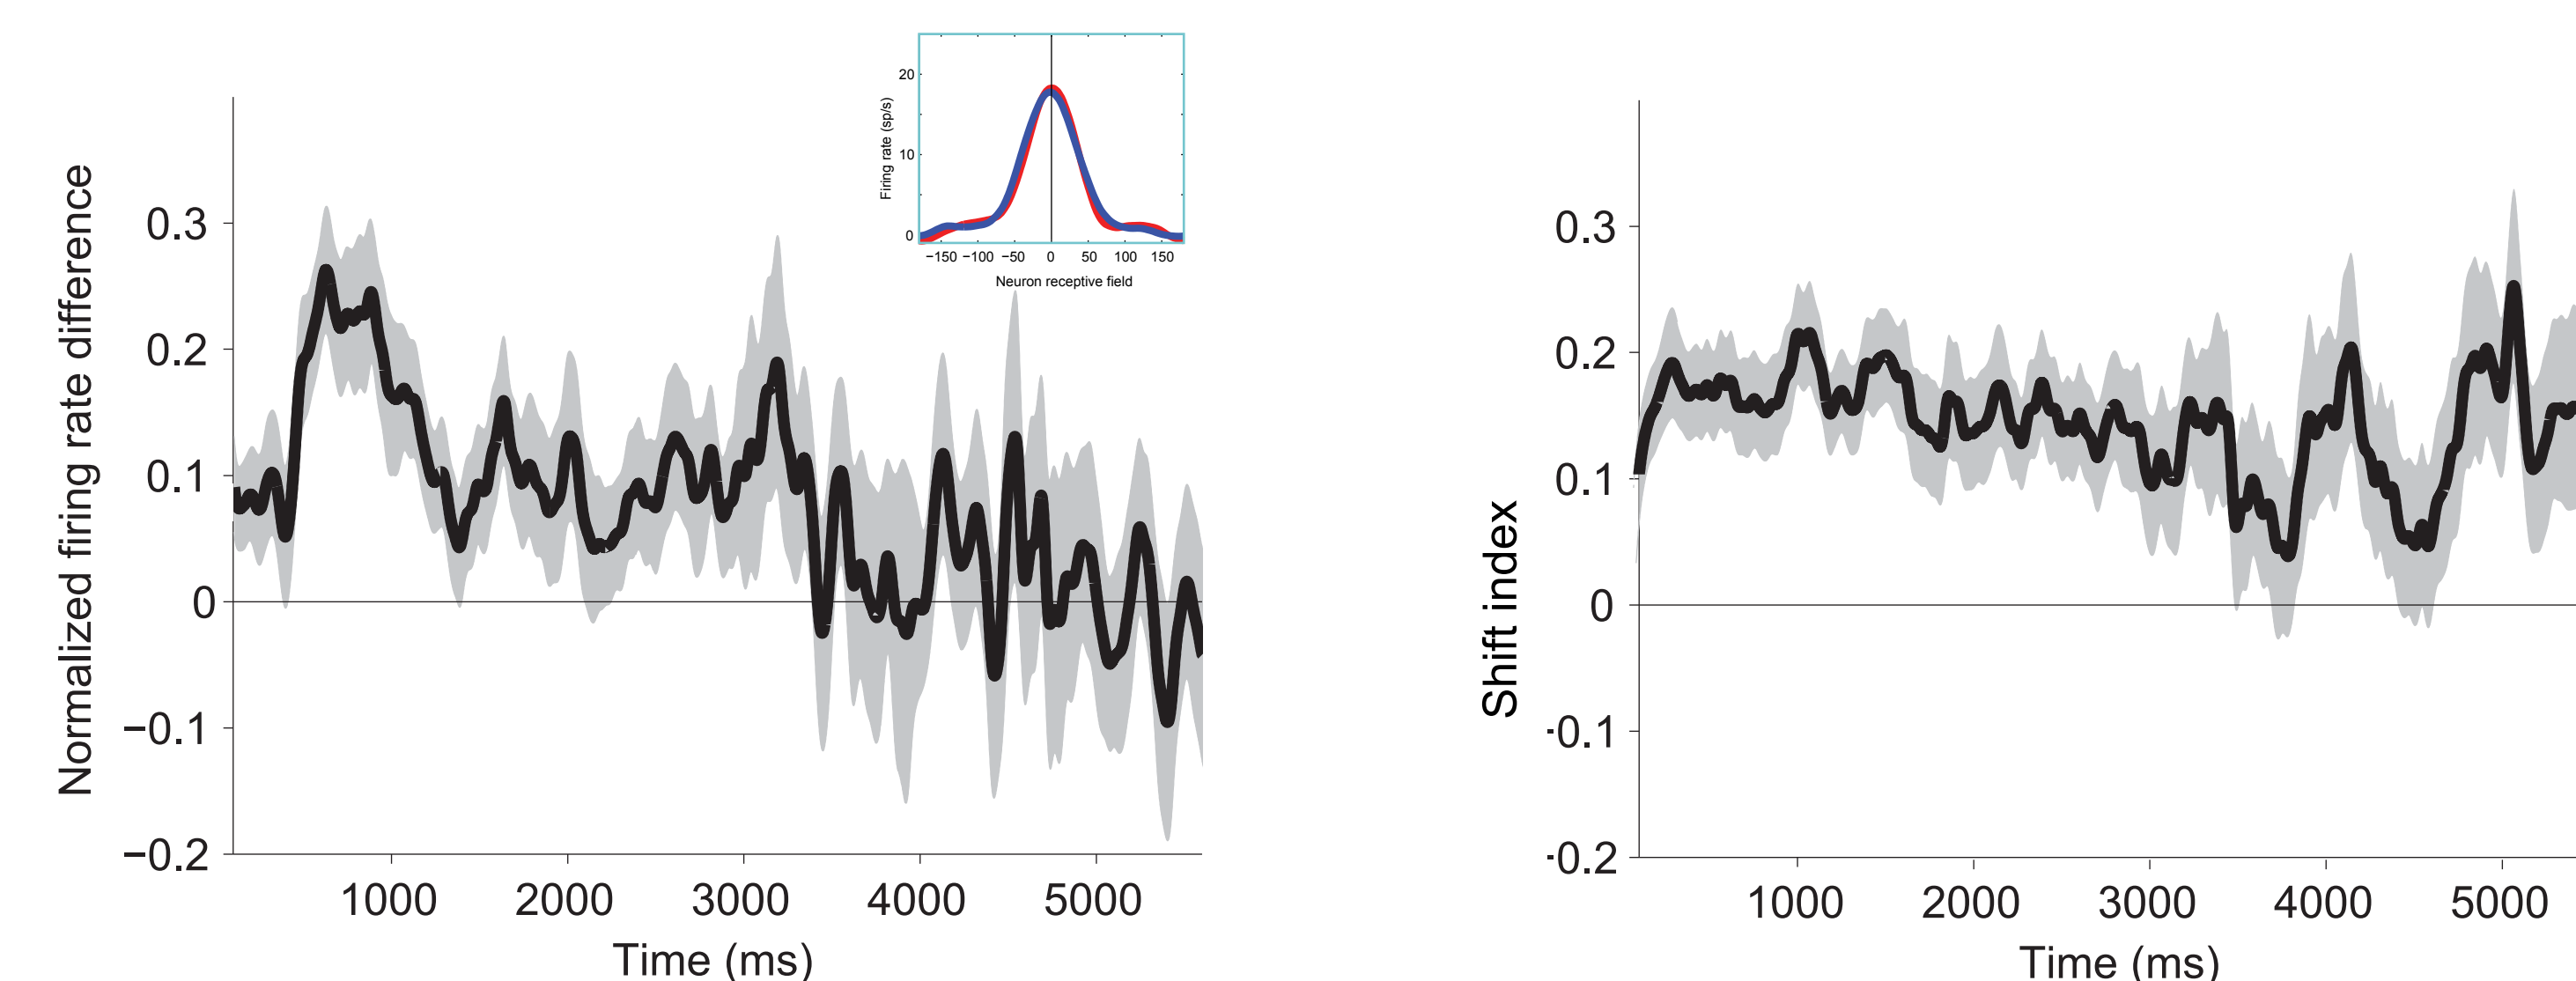 Normalized firing rate difference
0.3
0.2
0.1
0
−0.1
−0.2
1000 2000 3000 4000 5000
Time (ms)
Firing rate (sp/s)
20
10
0
−150 −100 −50 0 50 100 150
Neuron receptive field
Shift index
0.3
0.2
0.1
0
-0.1
-0.2
1000 2000 3000 4000 5000
Time (ms)